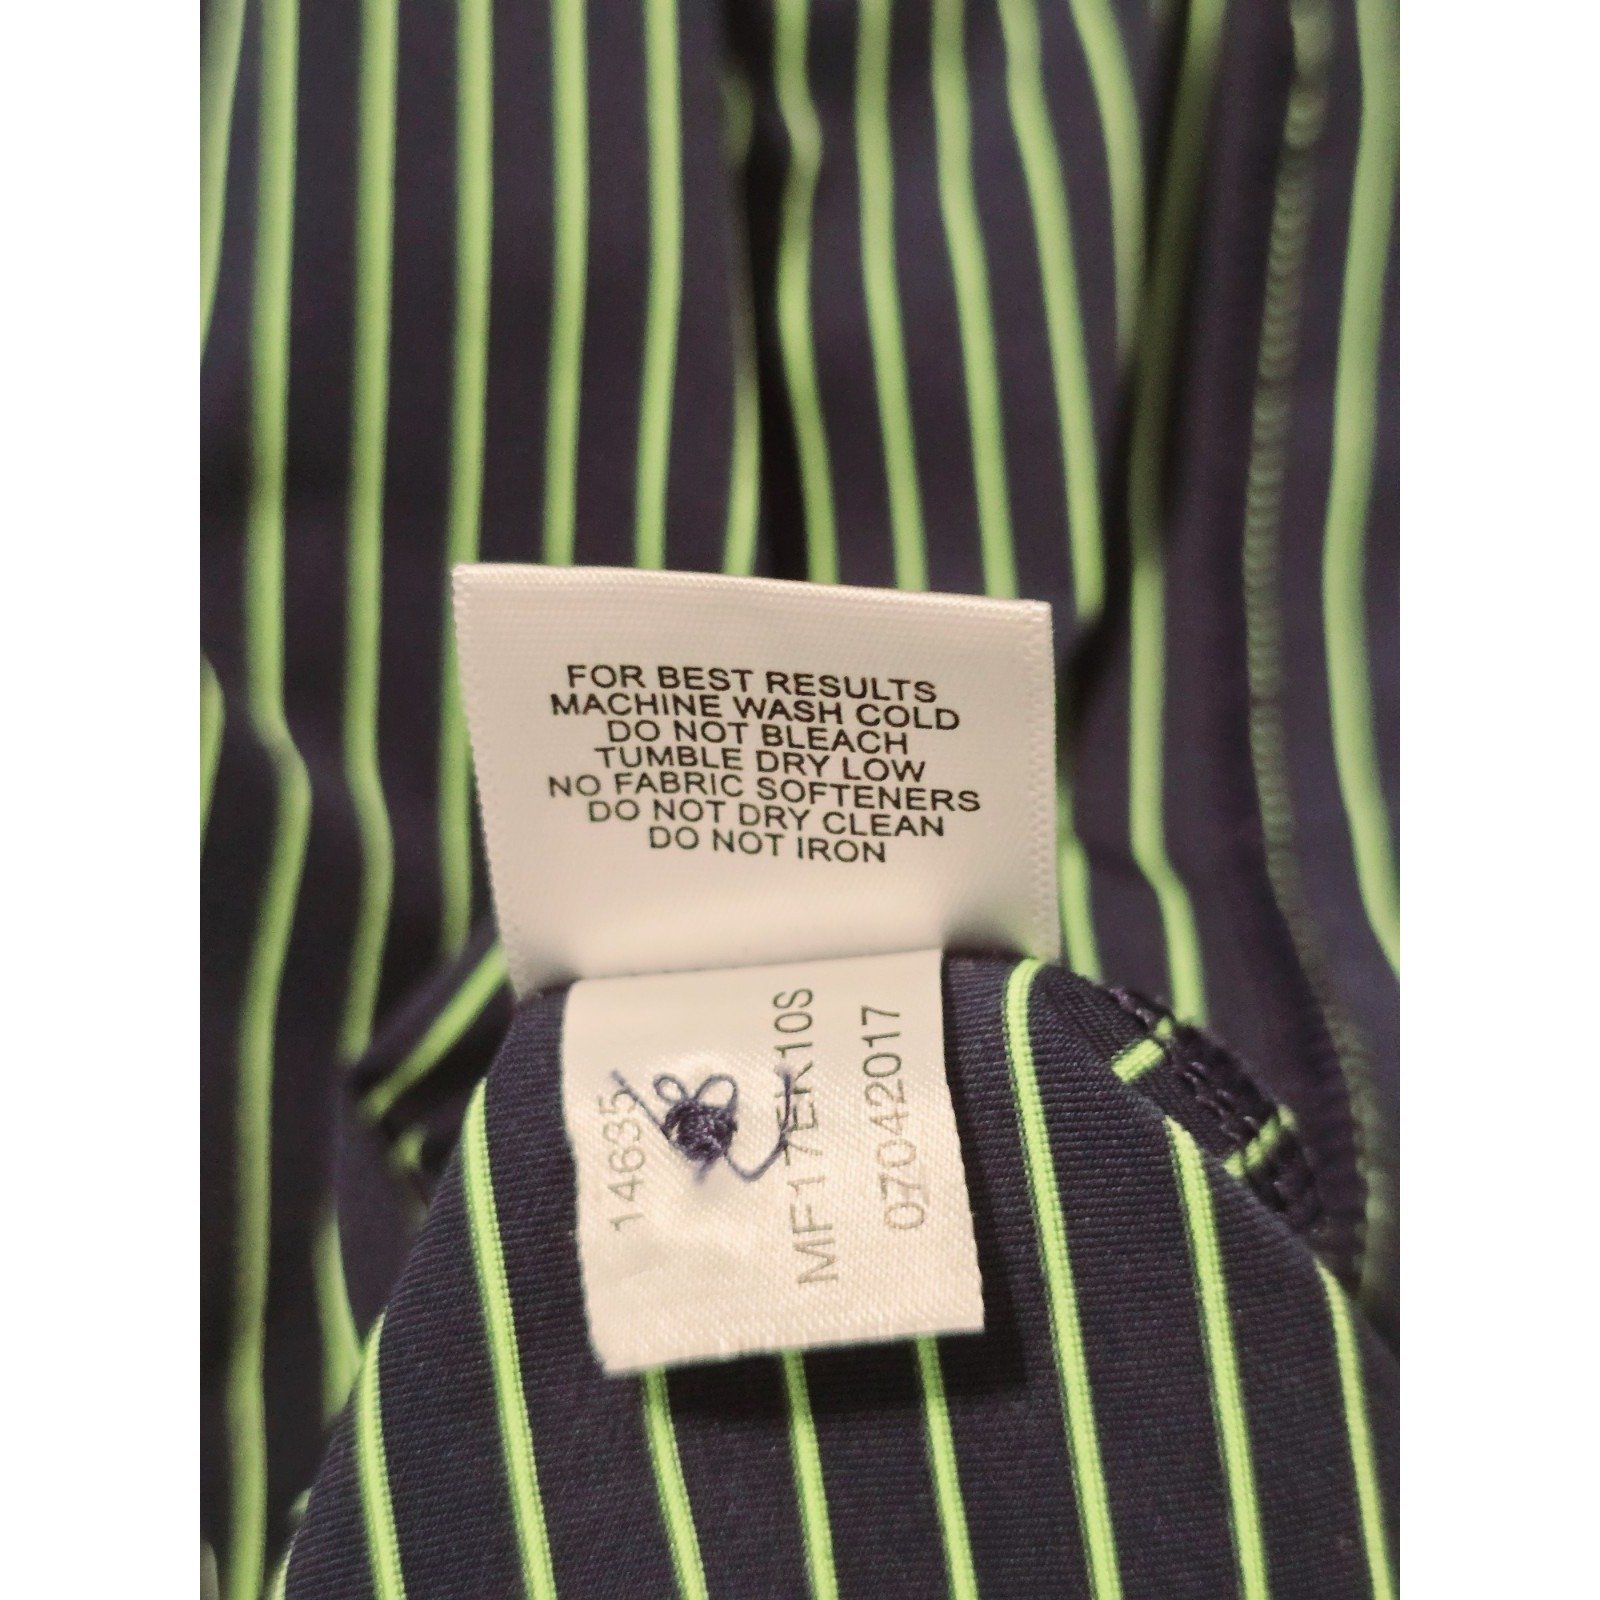 FOR BEST RESULTS
MACHINE WASH COLD
DO NOT BLEACH
TUMBLE DRY LOW
NO FABRIC SOFTENERS
DO NOT DRY CLEAN
DO NOT IRON
14635
MF17EK10S
07042017